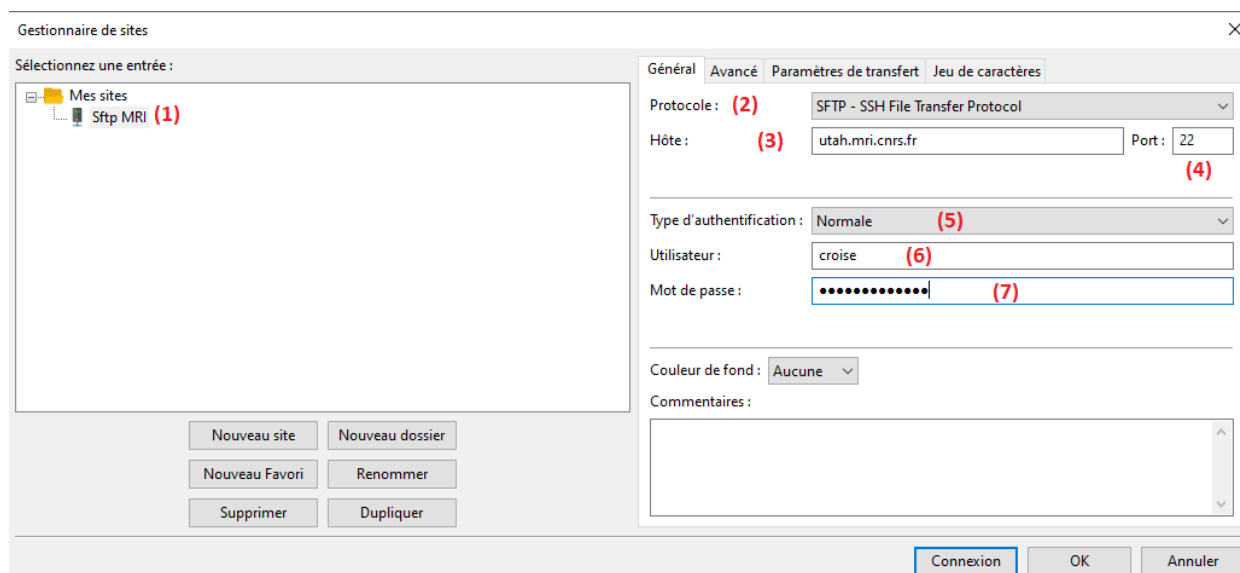 Gestionnaire de sites
Sélectionnez une entrée :
Mes sites
Sftp MRI (1)
Nouveau site Nouveau dossier
Nouveau Favori Renommer
Supprimer Dupliquer
Général Avancé Paramètres de transfert Jeu de caractères
Protocole : (2) SFTP - SSH File Transfer Protocol
Hôte : (3) utah.mri.cnrs.fr Port : 22
(4)
Type d'authentification : Normale (5)
Utilisateur : croise (6)
Mot de passe : ●●●●●●●●●●●●● (7)
Couleur de fond : Aucune
Commentaires :
Connexion OK Annuler